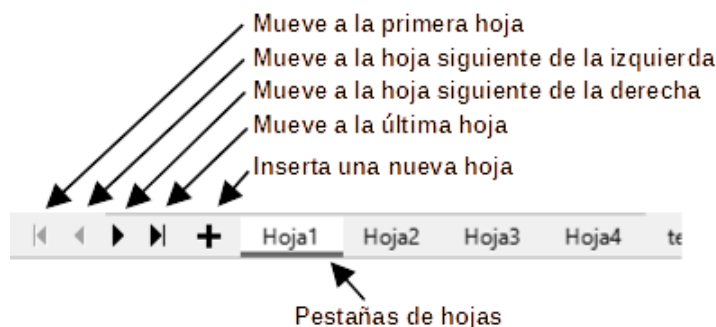 Mueve a la primera hoja
Mueve a la hoja siguiente de la izquierda
Mueve a la hoja siguiente de la derecha
Mueve a la última hoja
Inserta una nueva hoja
Hoja1 Hoja2 Hoja3 Hoja4 te
Pestañas de hojas